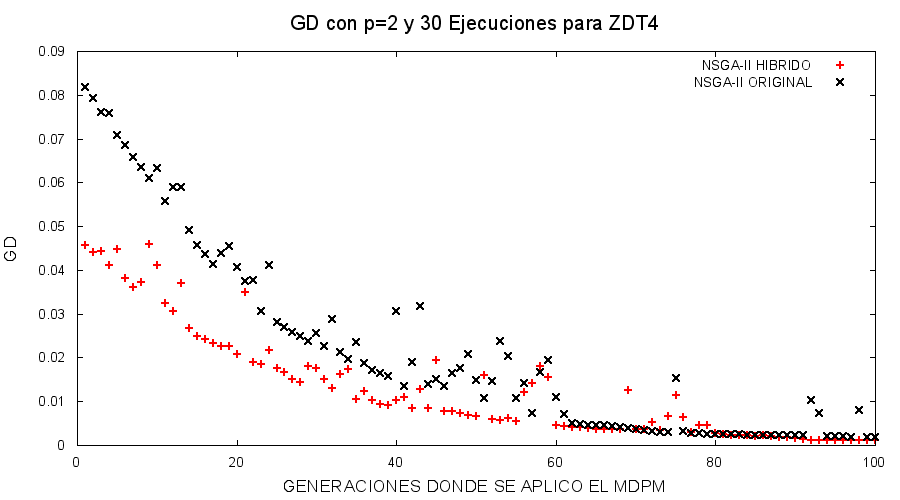 GD con p=2 y 30 Ejecuciones para ZDT4
NSGA-II HIBRIDO
NSGA-II ORIGINAL
0.09
0.08
0.07
0.06
0.05
0.04
0.03
0.02
0.01
0
GD
0 20 40 60 80 100
GENERACIONES DONDE SE APLICO EL MDPM